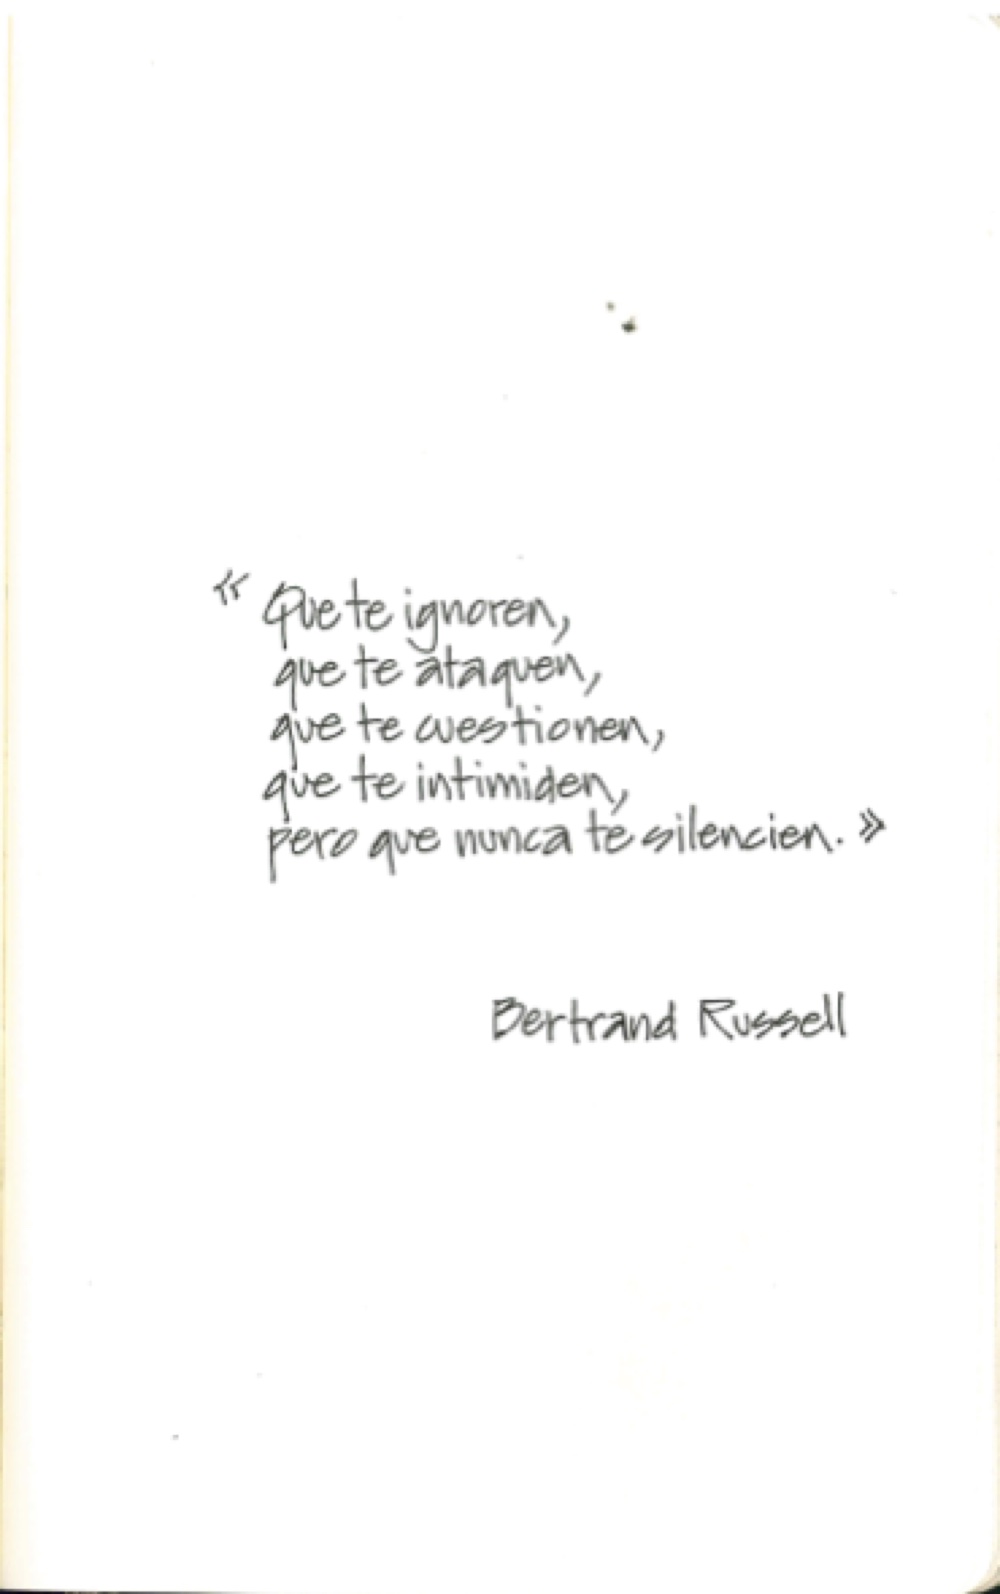 « Que te ignoren,
que te ataquen,
que te cuestionen,
que te intimiden,
pero que nunca te silencien. »
Bertrand Russell